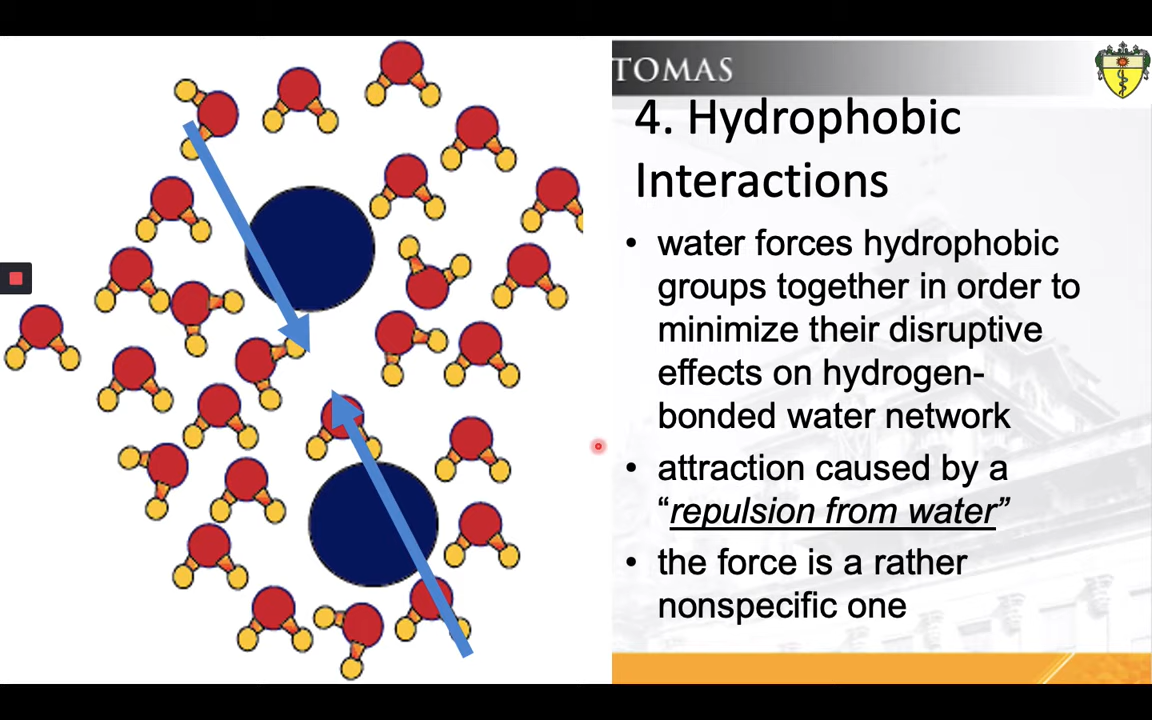 TOMAS
4. Hydrophobic
Interactions
• water forces hydrophobic
groups together in order to
minimize their disruptive
effects on hydrogen-
bonded water network
• attraction caused by a
“repulsion from water”
• the force is a rather
nonspecific one